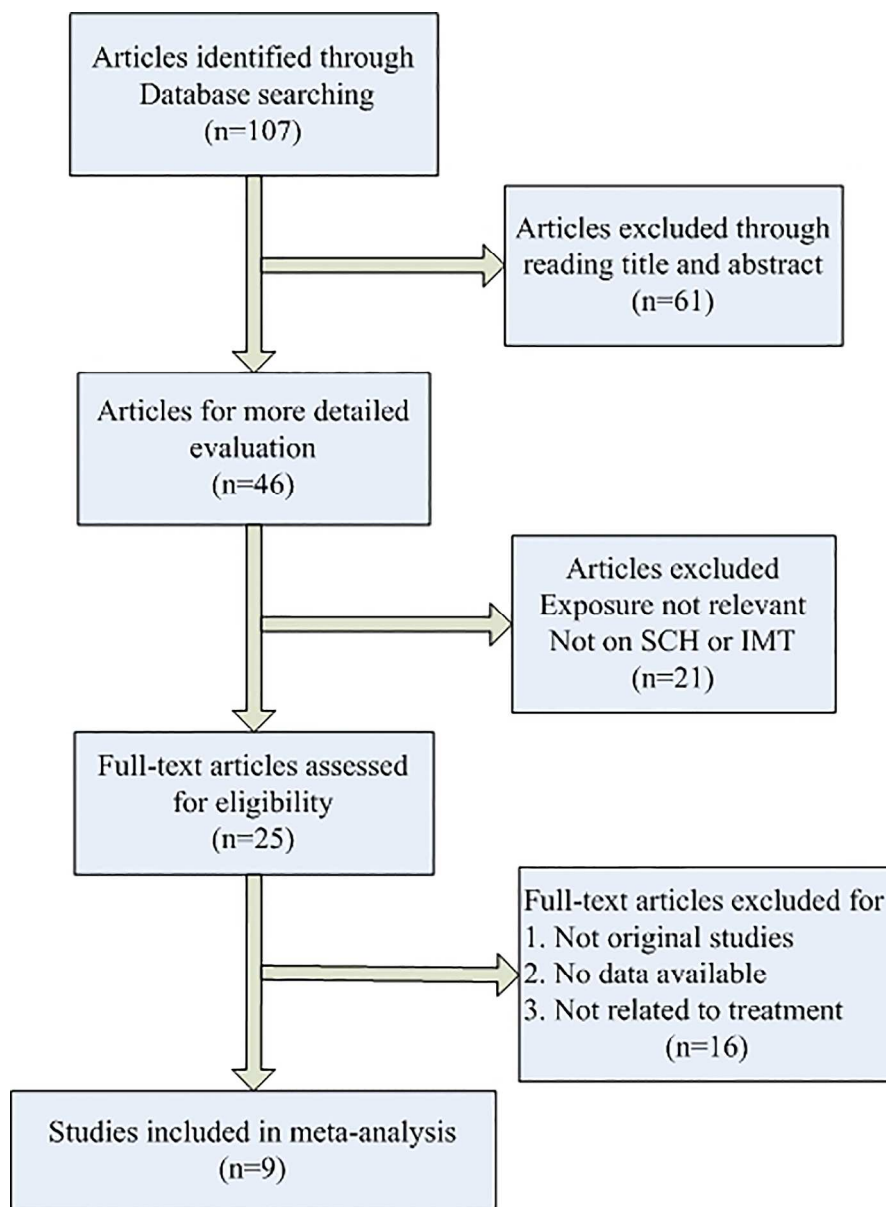 Articles identified through
Database searching
(n=107)
Articles excluded through
reading title and abstract
(n=61)
Articles for more detailed
evaluation
(n=46)
Articles excluded
Exposure not relevant
Not on SCH or IMT
(n=21)
Full-text articles assessed
for eligibility
(n=25)
Full-text articles excluded for
1. Not original studies
2. No data available
3. Not related to treatment
(n=16)
Studies included in meta-analysis
(n=9)